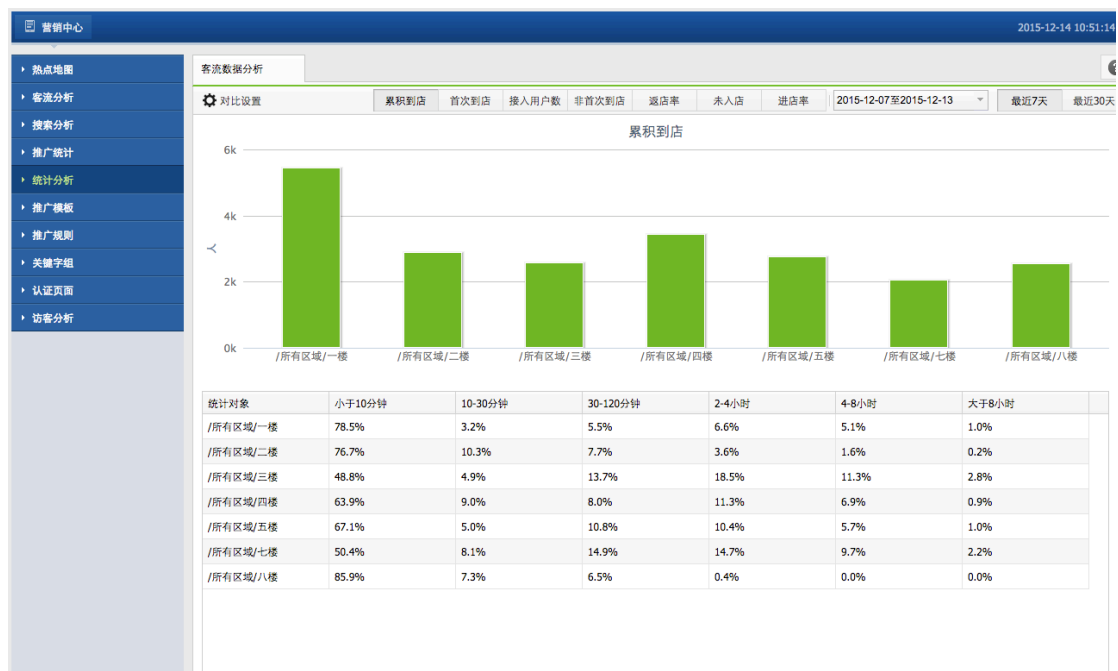 营销中心 2015-12-14 10:51:14
热点地图
客流分析
搜索分析
推广统计
统计分析
推广模板
推广规则
关键字组
认证页面
访客分析
客流数据分析 ?
对比设置 累积到店 首次到店 接入用户数 非首次到店 返店率 未入店 进店率 2015-12-07至2015-12-13 最近7天 最近30天
累积到店
6k
4k
2k
0k
人
/所有区域/一楼 /所有区域/二楼 /所有区域/三楼 /所有区域/四楼 /所有区域/五楼 /所有区域/七楼 /所有区域/八楼
统计对象 小于10分钟 10-30分钟 30-120分钟 2-4小时 4-8小时 大于8小时
/所有区域/一楼 78.5% 3.2% 5.5% 6.6% 5.1% 1.0%
/所有区域/二楼 76.7% 10.3% 7.7% 3.6% 1.6% 0.2%
/所有区域/三楼 48.8% 4.9% 13.7% 18.5% 11.3% 2.8%
/所有区域/四楼 63.9% 9.0% 8.0% 11.3% 6.9% 0.9%
/所有区域/五楼 67.1% 5.0% 10.8% 10.4% 5.7% 1.0%
/所有区域/七楼 50.4% 8.1% 14.9% 14.7% 9.7% 2.2%
/所有区域/八楼 85.9% 7.3% 6.5% 0.4% 0.0% 0.0%